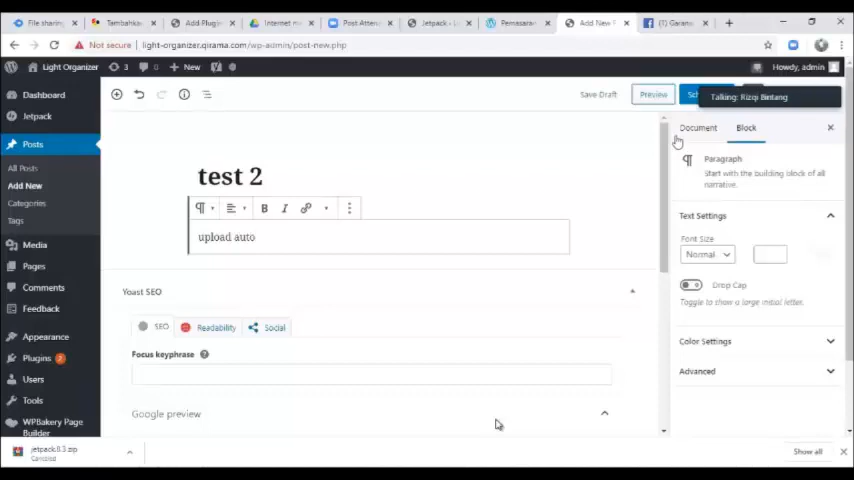 File sharing
Tambahkan
Add Plugin
Internet m
Post Atten
Jetpack - L
Pemasaran
Add New P
(1) Garam
Not secure
light-organizer.qirama.com/wp-admin/post-new.php
Light Organizer
3
0
New
Howdy, admin
Dashboard
Save Draft
Preview
Sc
Talking: Rizqi Bintang
Jetpack
Posts
Document
Block
Paragraph
Start with the building block of all
narrative.
All Posts
Add New
test 2
Categories
Tags
B
I
Text Settings
upload auto
Media
Font Size
Normal
Pages
Comments
Yoast SEO
Drop Cap
Toggle to show a large initial letter.
Feedback
SEO
Readability
Social
Appearance
Color Settings
Plugins 2
Focus keyphrase
Advanced
Users
Tools
Google preview
WPBakery Page
Builder
jetpack.8.3.zip
Canceled
Show all